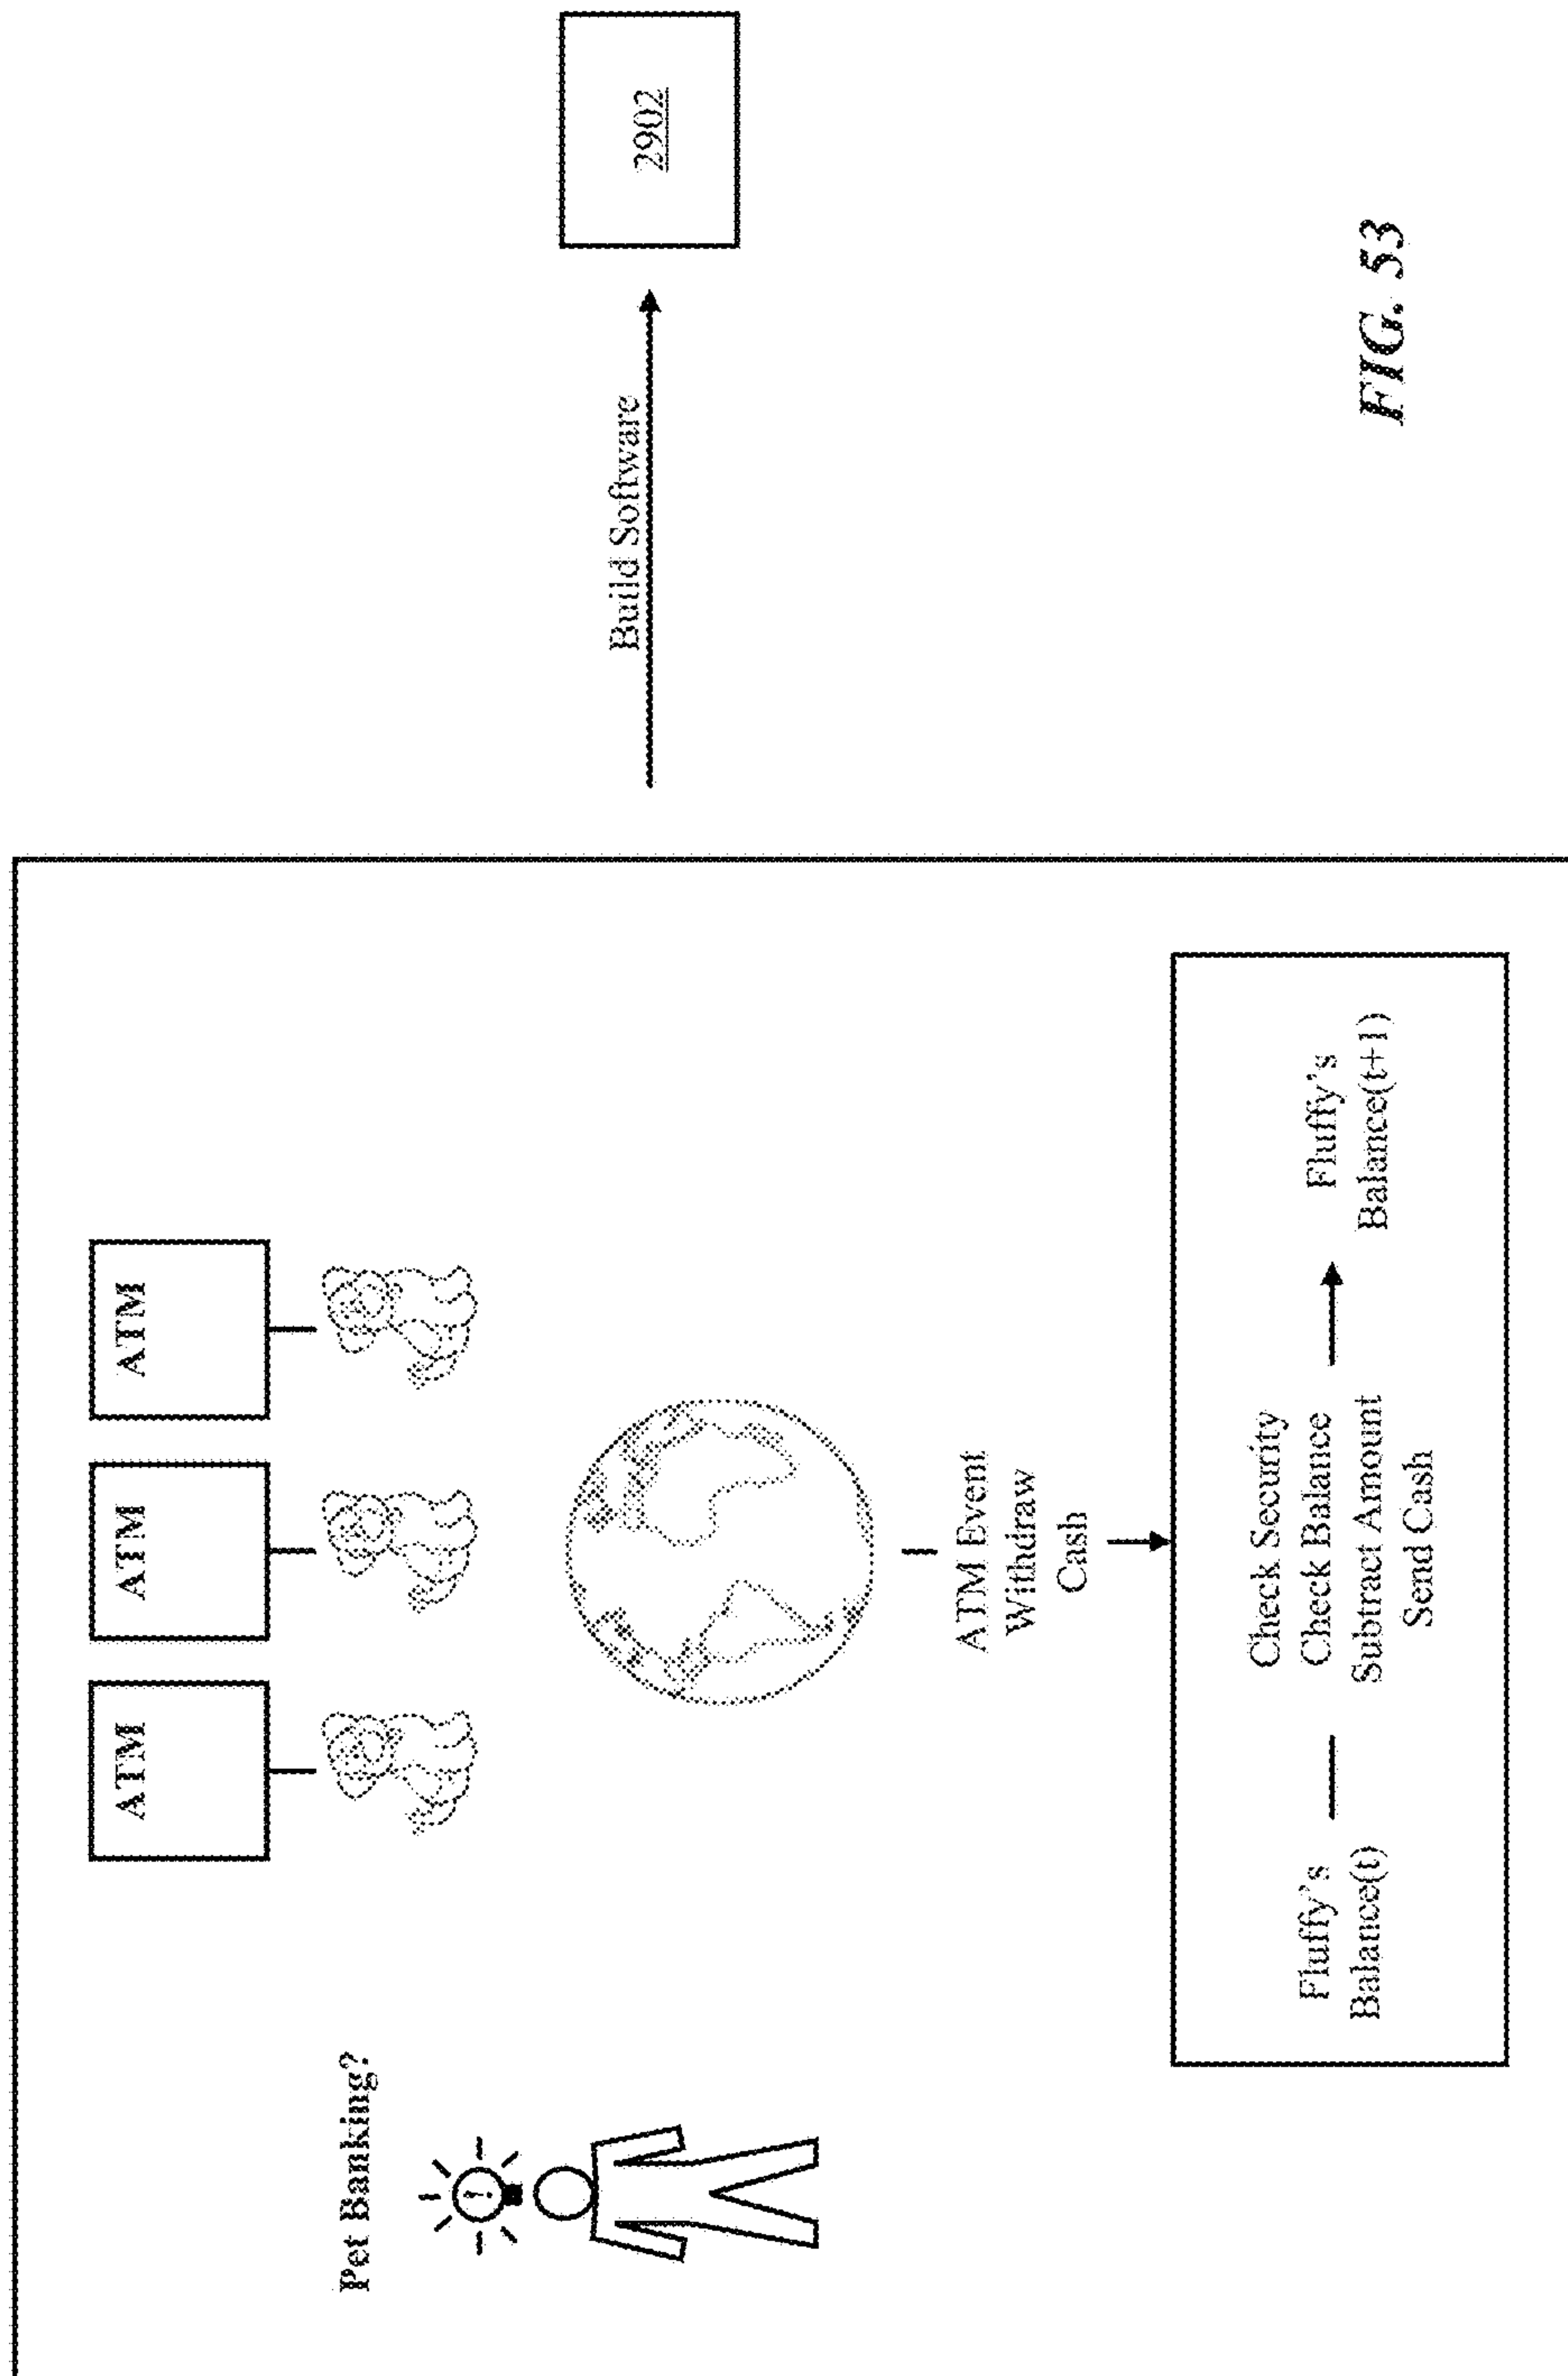 Pet Banking?
ATM
ATM
ATM
!
ATM Event
Withdraw
Cash
Fluffy's
Balance(t)
Check Security
Check Balance
Subtract Amount
Send Cash
Fluffy's
Balance(t+1)
Build Software
2902
FIG. 53